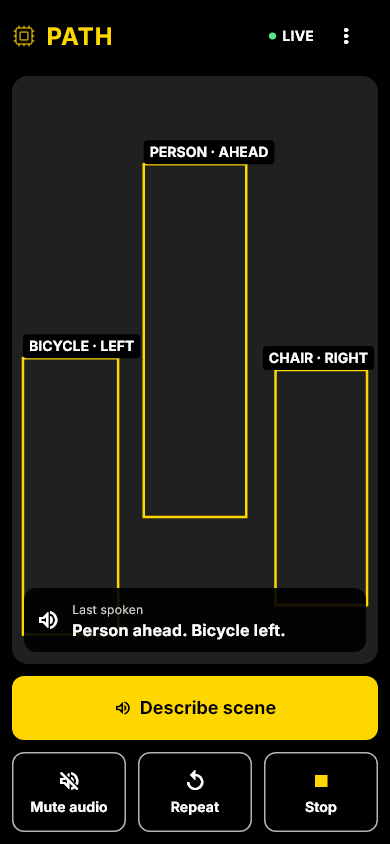 PATH
LIVE
PERSON · AHEAD
BICYCLE · LEFT
CHAIR · RIGHT
Last spoken
Person ahead. Bicycle left.
Describe scene
Mute audio
Repeat
Stop